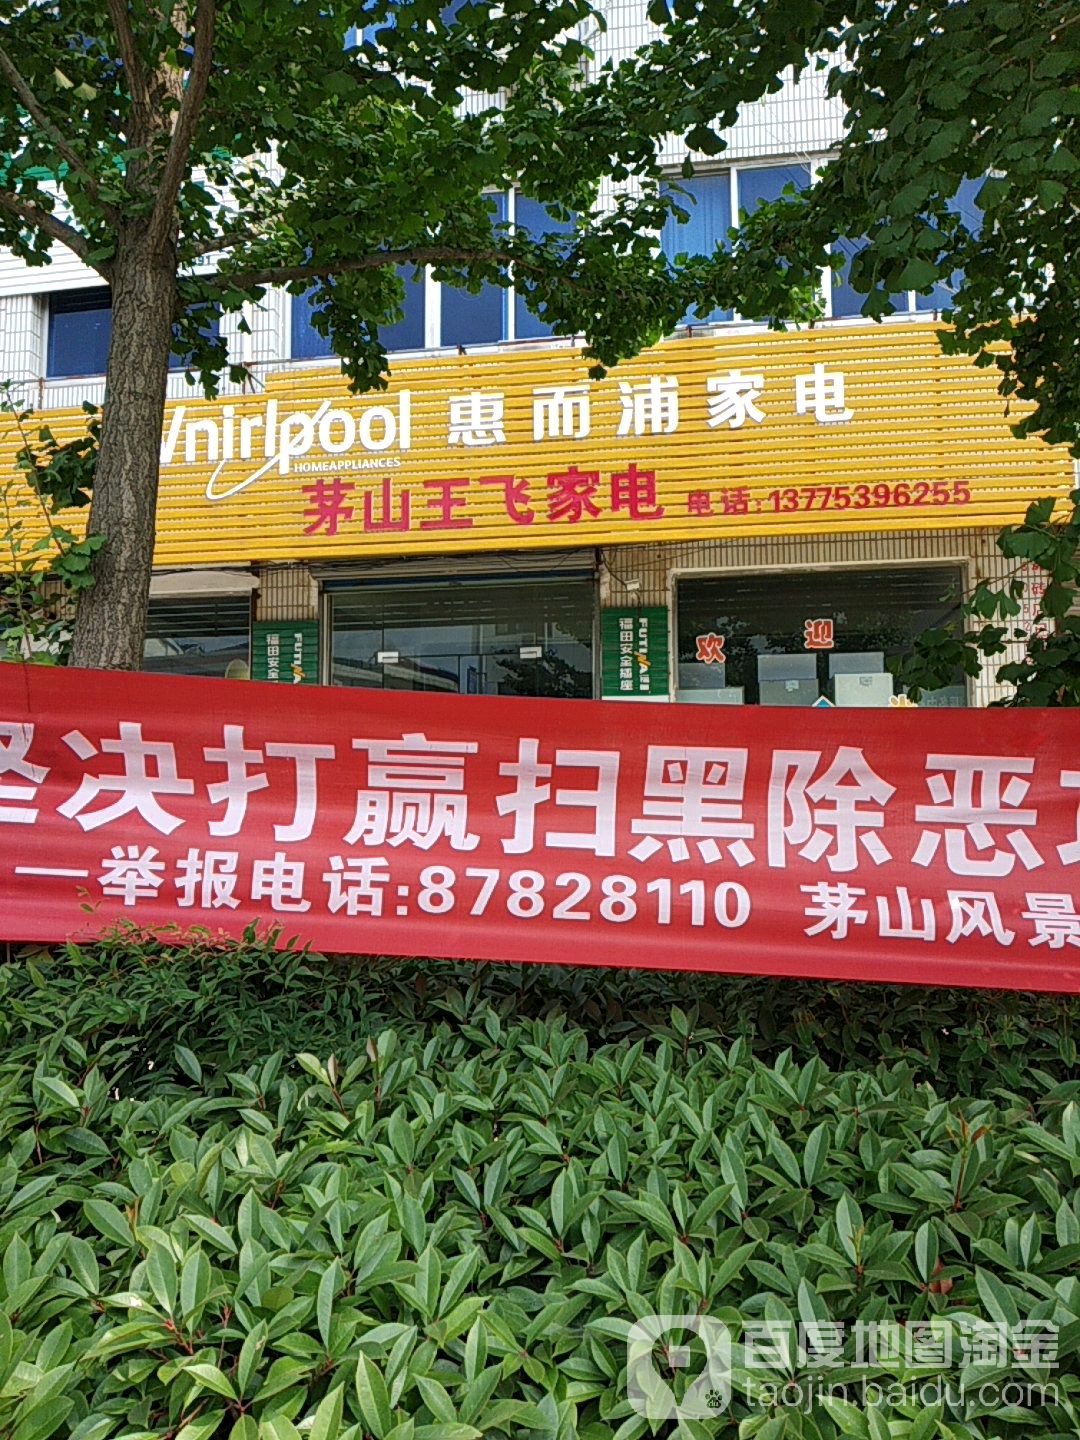 Whirlpool 惠而浦家电
HOMEAPPLIANCES
茅山王飞家电 电话:13775396255
福田安全插座
福田安全插座
欢迎
坚决打赢扫黑除恶
—举报电话:87828110 茅山风景
百度地图淘金
taojin.baidu.com